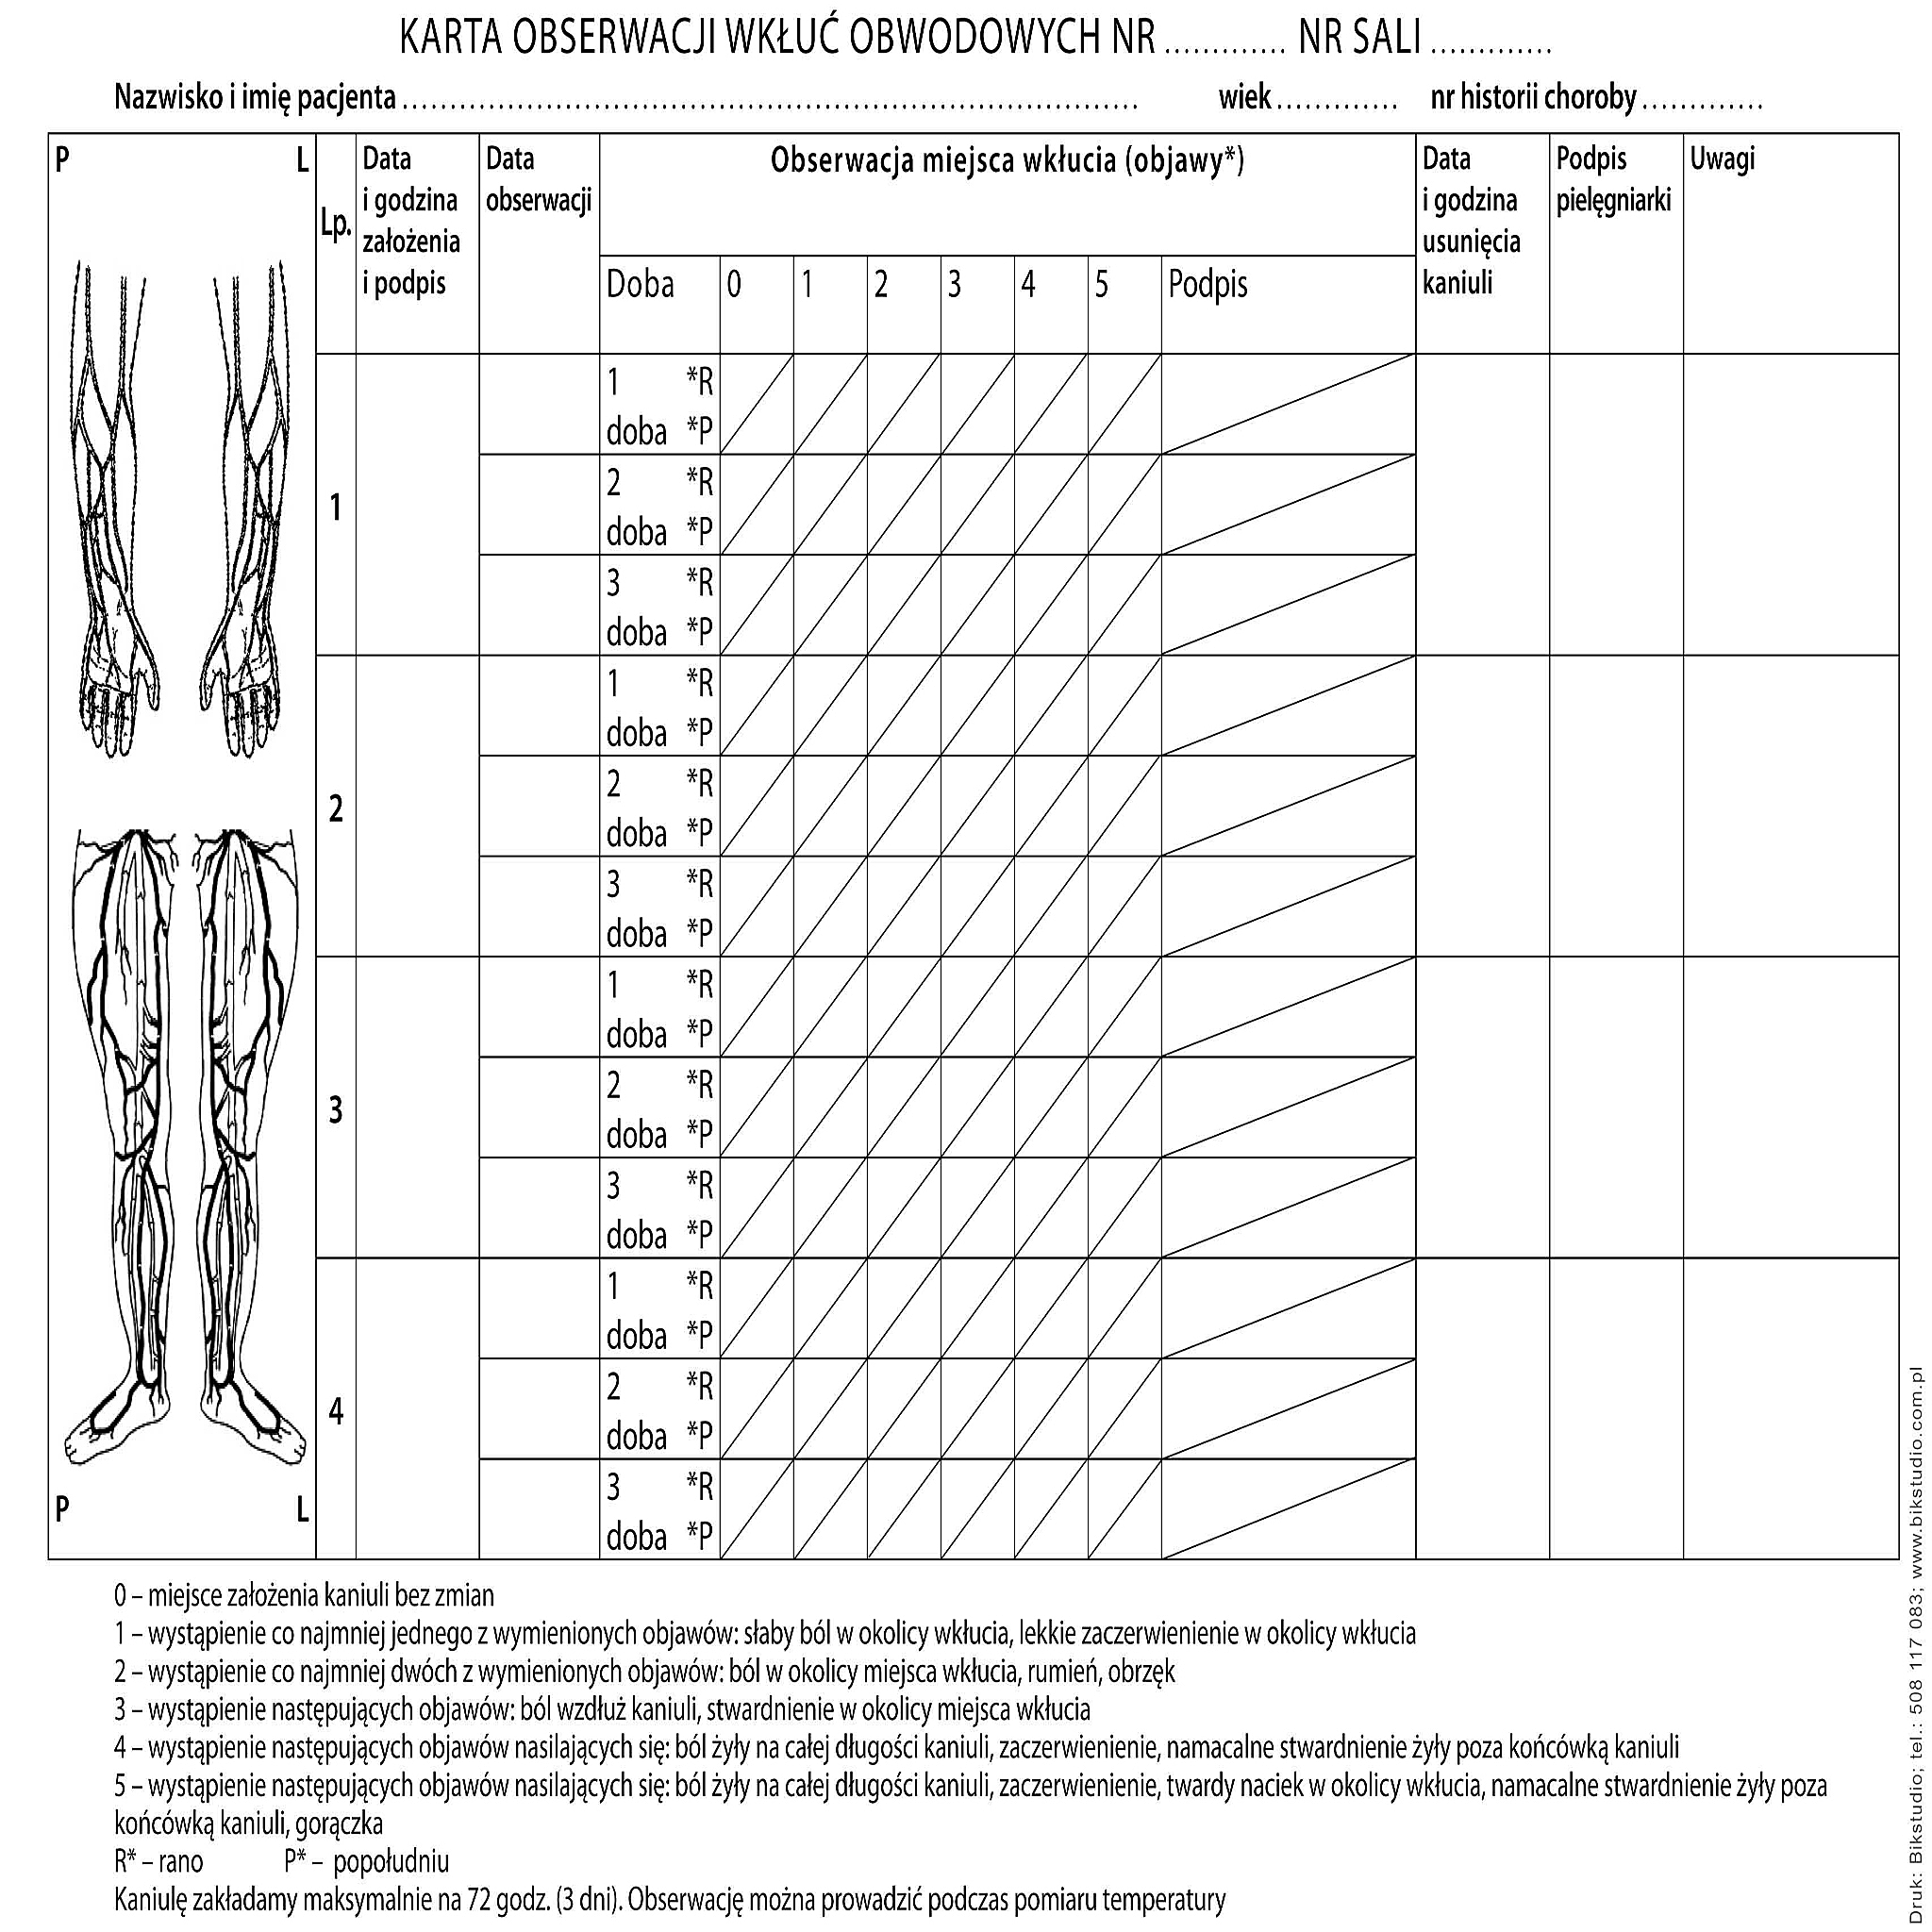 KARTA OBSERWACJI WKŁUĆ OBWODOWYCH NR ............. NR SALI .............
Nazwisko i imię pacjenta ............................................................................. wiek ............. nr historii choroby .............
P L
Lp.
Data
i godzina
założenia
i podpis
Data
obserwacji
Obserwacja miejsca wkłucia (objawy*)
Doba 0 1 2 3 4 5 Podpis
Data
i godzina
usunięcia
kaniuli
Podpis
pielęgniarki
Uwagi
1
1 *R
doba *P
2 *R
doba *P
3 *R
doba *P
2
1 *R
doba *P
2 *R
doba *P
3 *R
doba *P
3
1 *R
doba *P
2 *R
doba *P
3 *R
doba *P
4
1 *R
doba *P
2 *R
doba *P
3 *R
doba *P
P L
0 – miejsce założenia kaniuli bez zmian
1 – wystąpienie co najmniej jednego z wymienionych objawów: słaby ból w okolicy wkłucia, lekkie zaczerwienienie w okolicy wkłucia
2 – wystąpienie co najmniej dwóch z wymienionych objawów: ból w okolicy miejsca wkłucia, rumień, obrzęk
3 – wystąpienie następujących objawów: ból wzdłuż kaniuli, stwardnienie w okolicy miejsca wkłucia
4 – wystąpienie następujących objawów nasilających się: ból żyły na całej długości kaniuli, zaczerwienienie, namacalne stwardnienie żyły poza końcówką kaniuli
5 – wystąpienie następujących objawów nasilających się: ból żyły na całej długości kaniuli, zaczerwienienie, twardy naciek w okolicy wkłucia, namacalne stwardnienie żyły poza
końcówką kaniuli, gorączka
R* – rano P* – popołudniu
Kaniulę zakładamy maksymalnie na 72 godz. (3 dni). Obserwację można prowadzić podczas pomiaru temperatury
Druk: Bikstudio; tel.: 508 117 083; www.bikstudio.com.pl